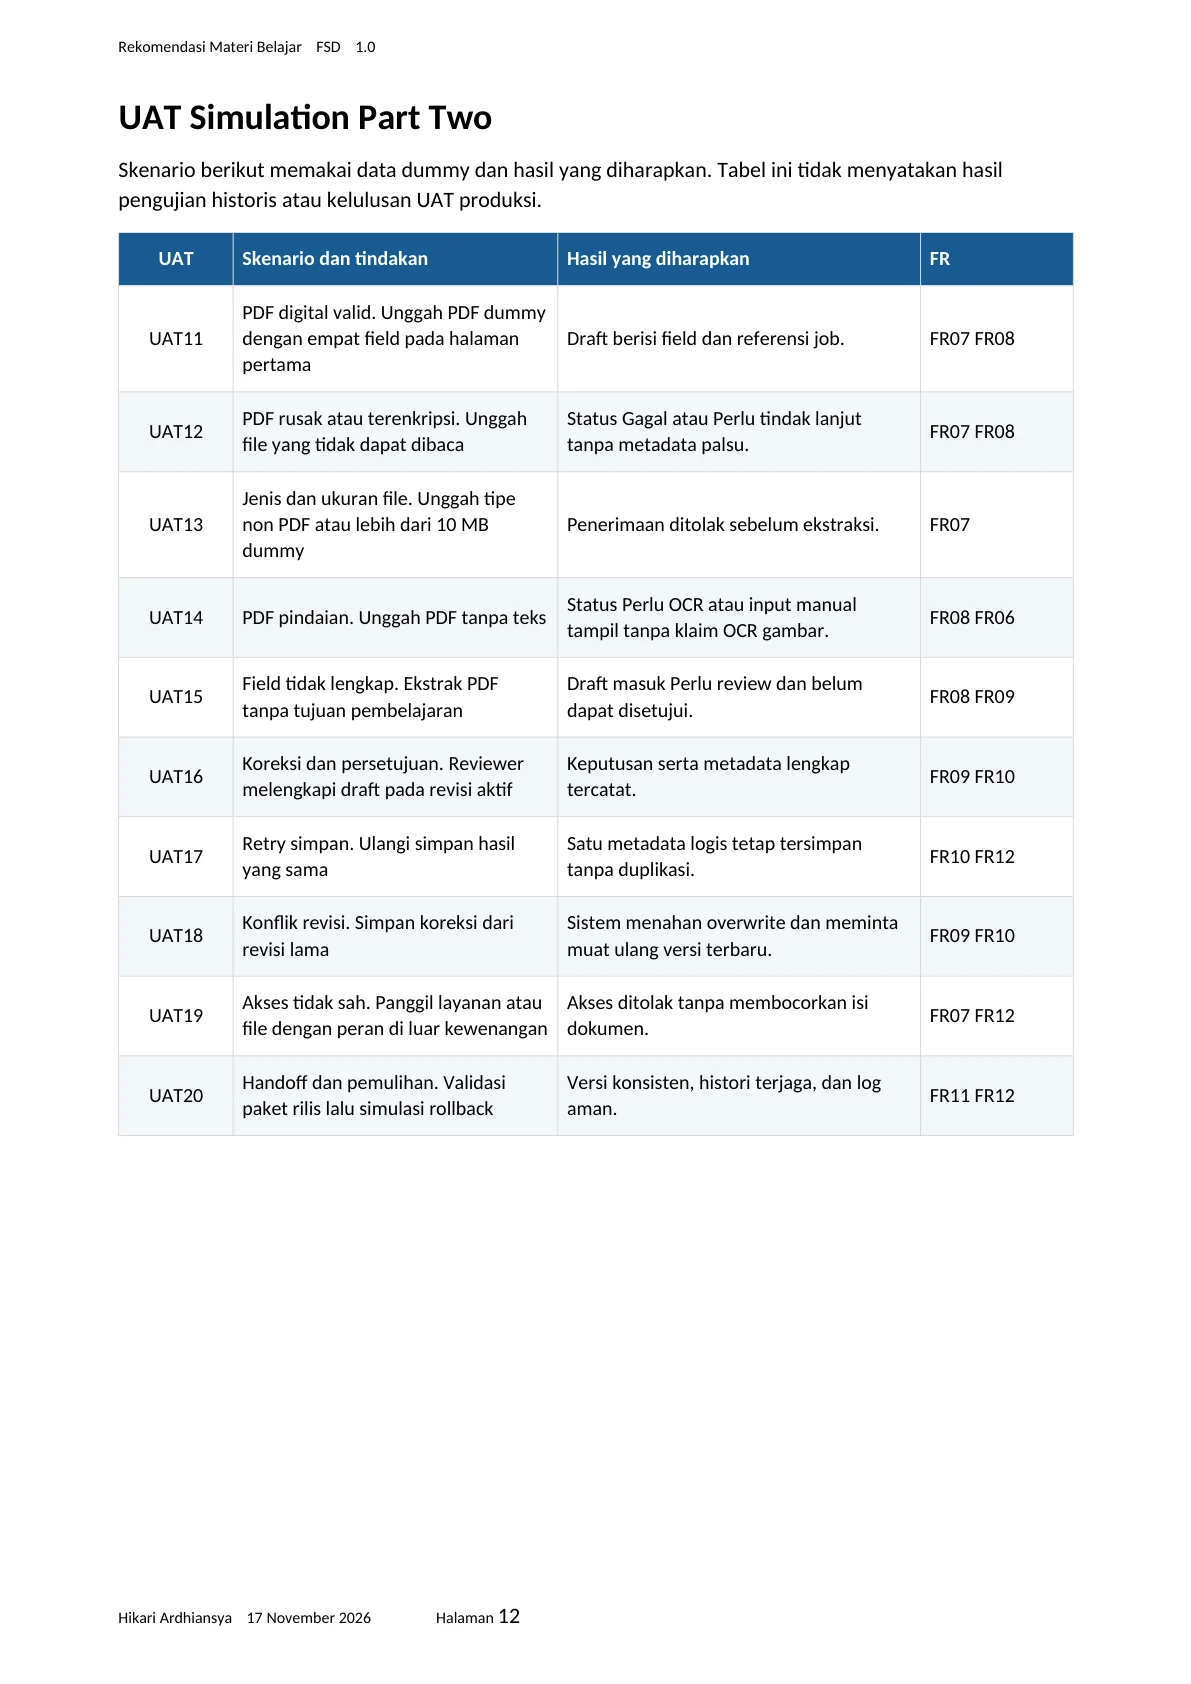 Rekomendasi Materi Belajar FSD 1.0
UAT Simulation Part Two
Skenario berikut memakai data dummy dan hasil yang diharapkan. Tabel ini tidak menyatakan hasil
pengujian historis atau kelulusan UAT produksi.
UAT Skenario dan tindakan Hasil yang diharapkan FR
UAT11
PDF digital valid. Unggah PDF dummy
dengan empat field pada halaman
pertama
Draft berisi field dan referensi job.
FR07 FR08
UAT12
PDF rusak atau terenkripsi. Unggah
file yang tidak dapat dibaca
Status Gagal atau Perlu tindak lanjut
tanpa metadata palsu.
FR07 FR08
UAT13
Jenis dan ukuran file. Unggah tipe
non PDF atau lebih dari 10 MB
dummy
Penerimaan ditolak sebelum ekstraksi.
FR07
UAT14
PDF pindaian. Unggah PDF tanpa teks
Status Perlu OCR atau input manual
tampil tanpa klaim OCR gambar.
FR08 FR06
UAT15
Field tidak lengkap. Ekstrak PDF
tanpa tujuan pembelajaran
Draft masuk Perlu review dan belum
dapat disetujui.
FR08 FR09
UAT16
Koreksi dan persetujuan. Reviewer
melengkapi draft pada revisi aktif
Keputusan serta metadata lengkap
tercatat.
FR09 FR10
UAT17
Retry simpan. Ulangi simpan hasil
yang sama
Satu metadata logis tetap tersimpan
tanpa duplikasi.
FR10 FR12
UAT18
Konflik revisi. Simpan koreksi dari
revisi lama
Sistem menahan overwrite dan meminta
muat ulang versi terbaru.
FR09 FR10
UAT19
Akses tidak sah. Panggil layanan atau
file dengan peran di luar kewenangan
Akses ditolak tanpa membocorkan isi
dokumen.
FR07 FR12
UAT20
Handoff dan pemulihan. Validasi
paket rilis lalu simulasi rollback
Versi konsisten, histori terjaga, dan log
aman.
FR11 FR12
Hikari Ardhiansya 17 November 2026 Halaman 12